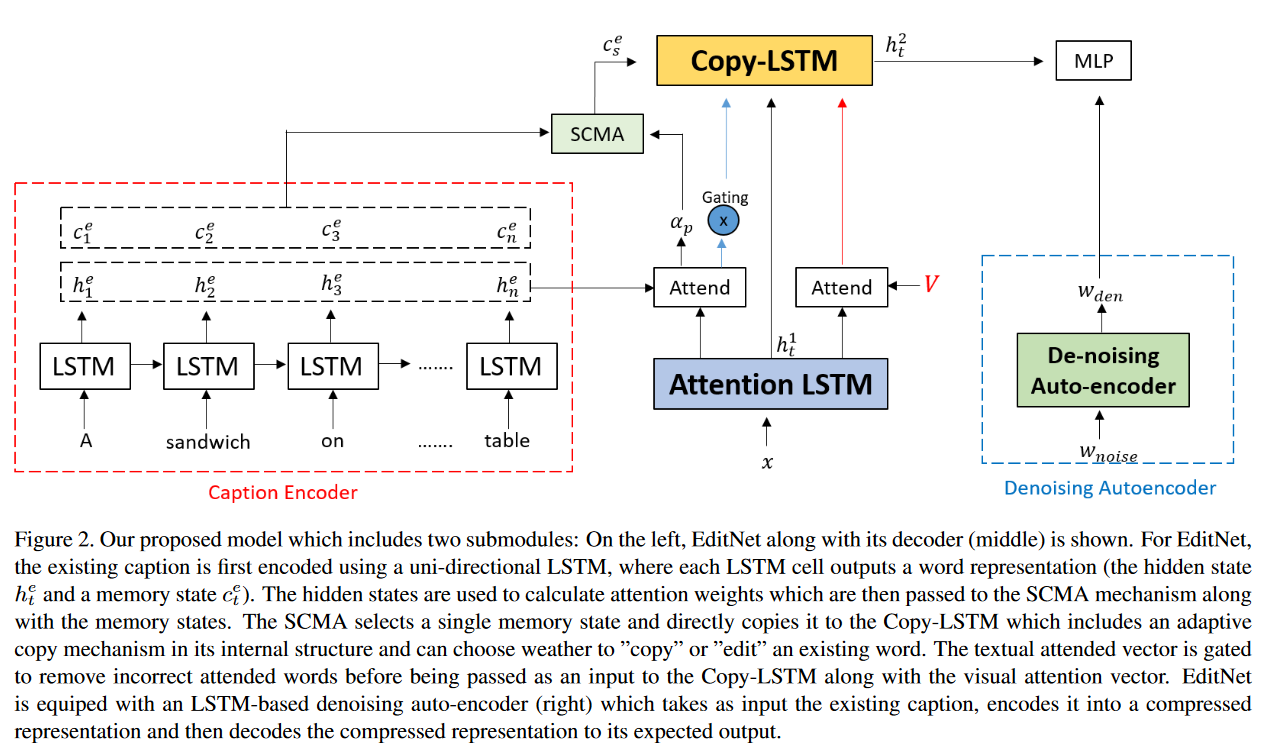 c_s^e
Copy-LSTM
h_t^2
MLP
SCMA
Gating
α_p
x
c_1^e c_2^e c_3^e c_n^e
h_1^e h_2^e h_3^e h_n^e
Attend
Attend
V
w_den
LSTM LSTM LSTM ....... LSTM
h_t^1
Attention LSTM
De-noising
Auto-encoder
A sandwich on ....... table
x
w_noise
Caption Encoder
Denoising Autoencoder
Figure 2. Our proposed model which includes two submodules: On the left, EditNet along with its decoder (middle) is shown. For EditNet,
the existing caption is first encoded using a uni-directional LSTM, where each LSTM cell outputs a word representation (the hidden state
h_t^e and a memory state c_t^e). The hidden states are used to calculate attention weights which are then passed to the SCMA mechanism along
with the memory states. The SCMA selects a single memory state and directly copies it to the Copy-LSTM which includes an adaptive
copy mechanism in its internal structure and can choose weather to ”copy” or ”edit” an existing word. The textual attended vector is gated
to remove incorrect attended words before being passed as an input to the Copy-LSTM along with the visual attention vector. EditNet
is equiped with an LSTM-based denoising auto-encoder (right) which takes as input the existing caption, encodes it into a compressed
representation and then decodes the compressed representation to its expected output.